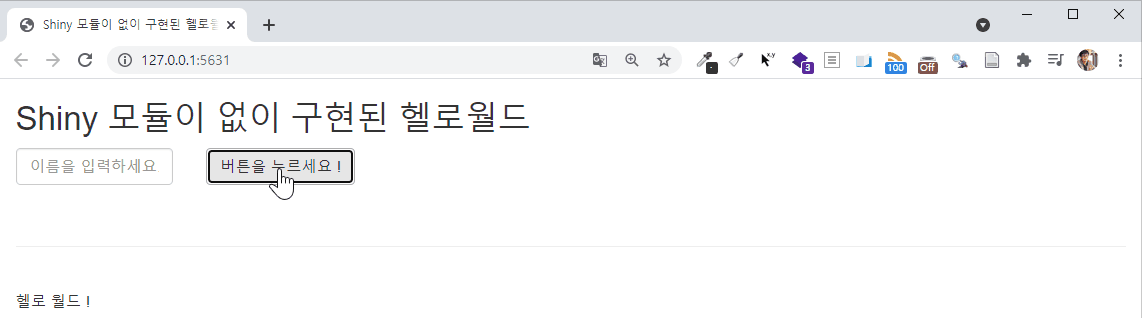 Shiny 모듈이 없이 구현된 헬로월
127.0.0.1:5631
x,y
3
100
Off
Shiny 모듈이 없이 구현된 헬로월드
이름을 입력하세요
버튼을 누르세요 !
헬로 월드 !